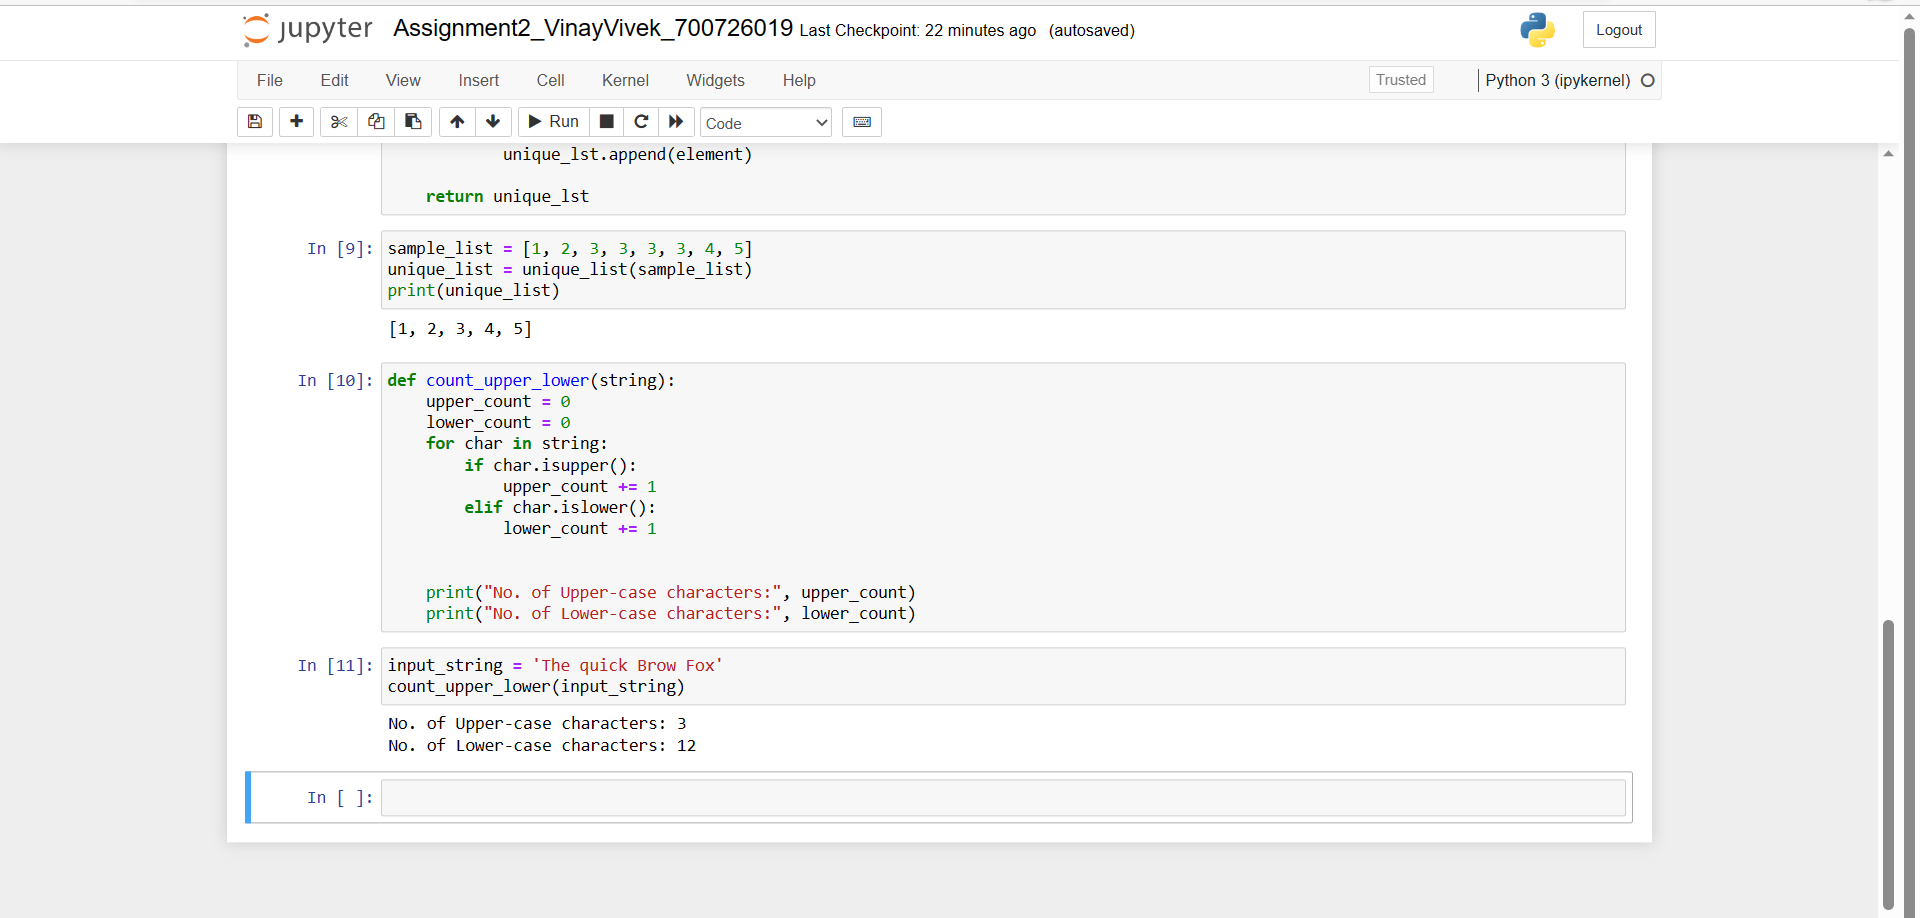 jupyter Assignment2_VinayVivek_700726019 Last Checkpoint: 22 minutes ago (autosaved)
Logout
File Edit View Insert Cell Kernel Widgets Help
Trusted
Python 3 (ipykernel)
Run
Code
unique_lst.append(element)
return unique_lst
In [9]:
sample_list = [1, 2, 3, 3, 3, 3, 4, 5]
unique_list = unique_list(sample_list)
print(unique_list)
[1, 2, 3, 4, 5]
In [10]:
def count_upper_lower(string):
upper_count = 0
lower_count = 0
for char in string:
if char.isupper():
upper_count += 1
elif char.islower():
lower_count += 1
print("No. of Upper-case characters:", upper_count)
print("No. of Lower-case characters:", lower_count)
In [11]:
input_string = 'The quick Brow Fox'
count_upper_lower(input_string)
No. of Upper-case characters: 3
No. of Lower-case characters: 12
In [ ]: